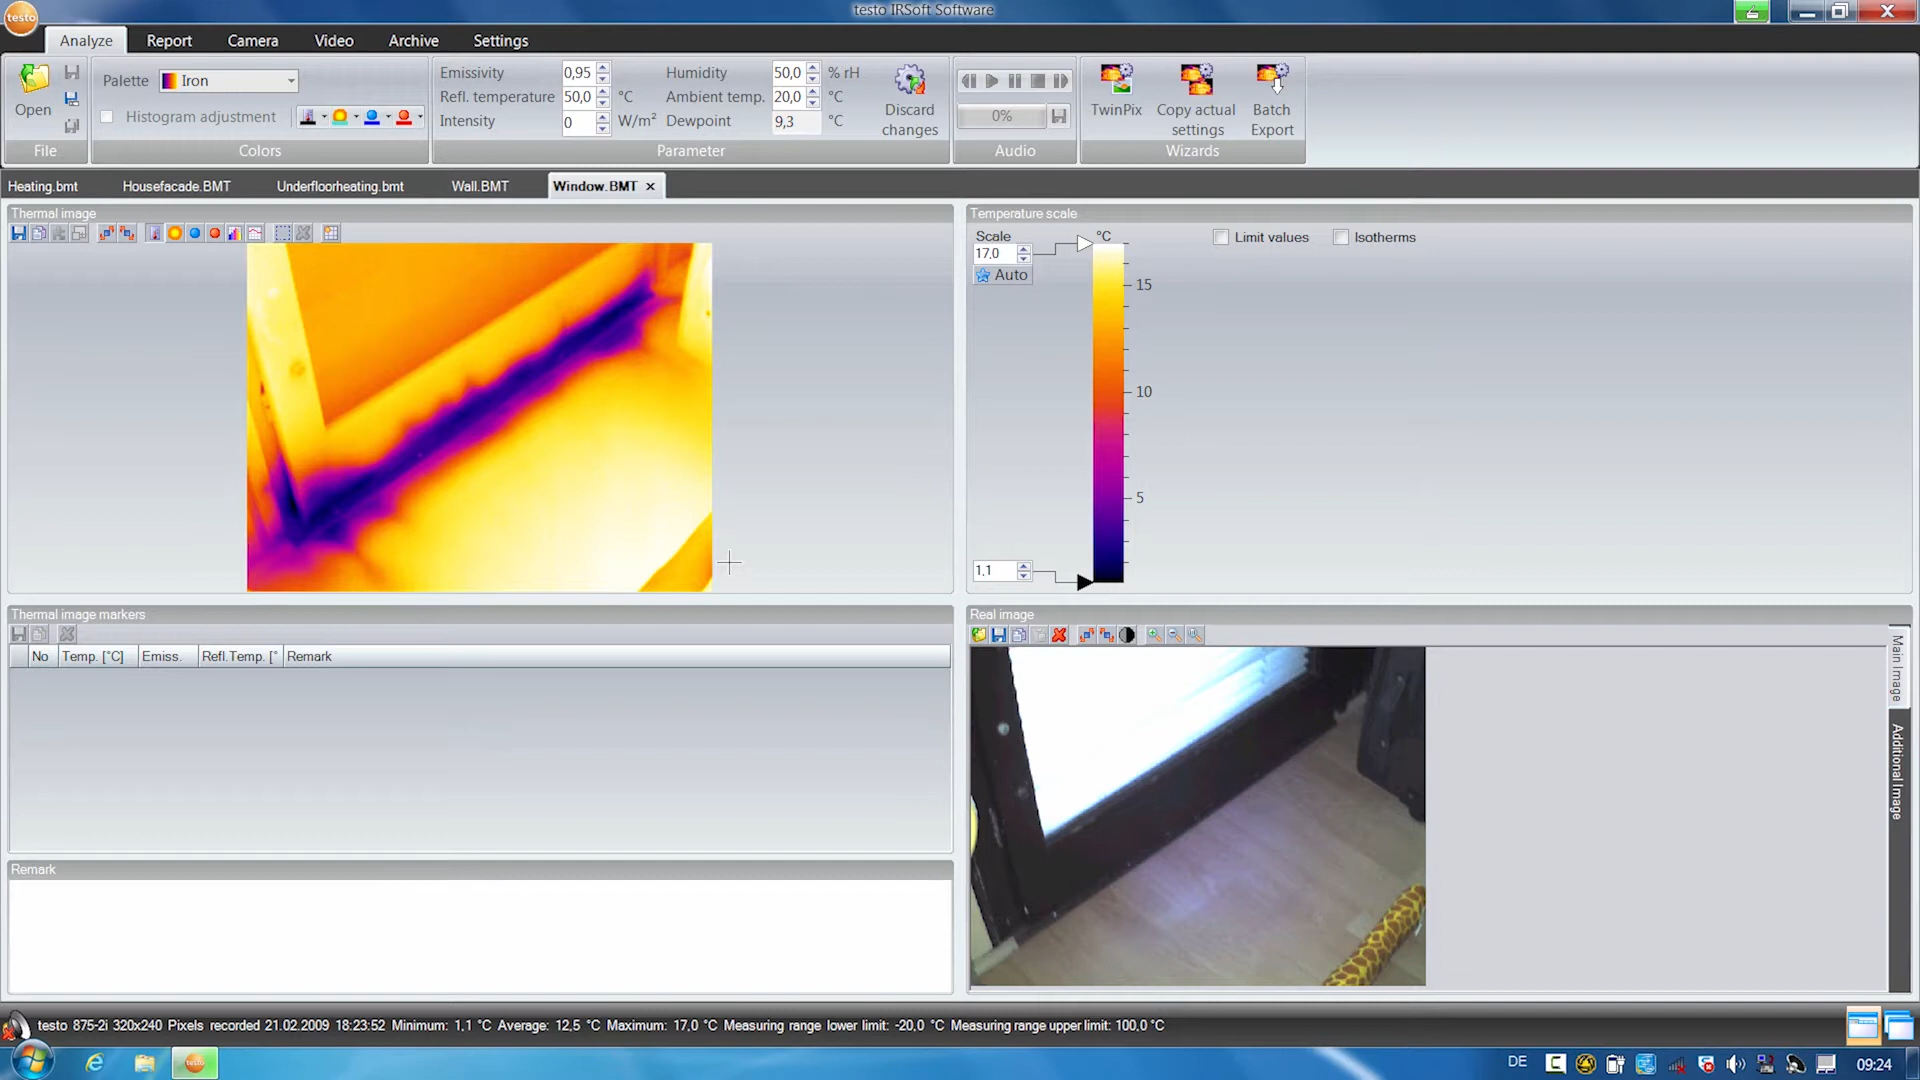 testo
testo IRSoft Software
Analyze
Report
Camera
Video
Archive
Settings
Open
File
Palette
Iron
Histogram adjustment
Colors
Emissivity
0,95
Refl. temperature
50,0
°C
Intensity
0
W/m²
Humidity
50,0
% rH
Ambient temp.
20,0
°C
Dewpoint
9,3
°C
Discard
changes
Parameter
0%
Audio
TwinPix
Copy actual
settings
Batch
Export
Wizards
Heating.bmt
Housefacade.BMT
Underfloorheating.bmt
Wall.BMT
Window.BMT
Thermal image
Temperature scale
Scale
17,0
Auto
°C
15
10
5
1,1
Limit values
Isotherms
Thermal image markers
No
Temp. [°C]
Emiss.
Refl.Temp. [°
Remark
Remark
Real image
Main Image
Additional Image
testo 875-2i 320x240 Pixels recorded 21.02.2009 18:23:52 Minimum: 1,1 °C Average: 12,5 °C Maximum: 17,0 °C Measuring range lower limit: -20,0 °C Measuring range upper limit: 100,0 °C
testo
DE
09:24